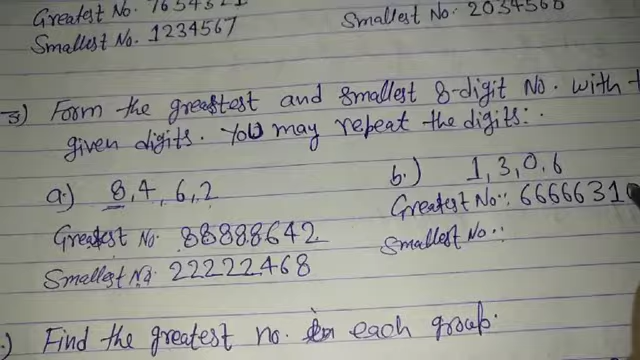 Greatest No. 7654321
Smallest No. 1234567
Smallest No. 2034568
3) Form the greatest and smallest 8-digit No. with
given digits. You may repeat the digits:.
a.) 8, 4, 6, 2
Greatest No. 88888642
Smallest No. 22222468
b.) 1, 3, 0, 6
Greatest No.: 6666631
Smallest No.:
.) Find the greatest no. in each group.